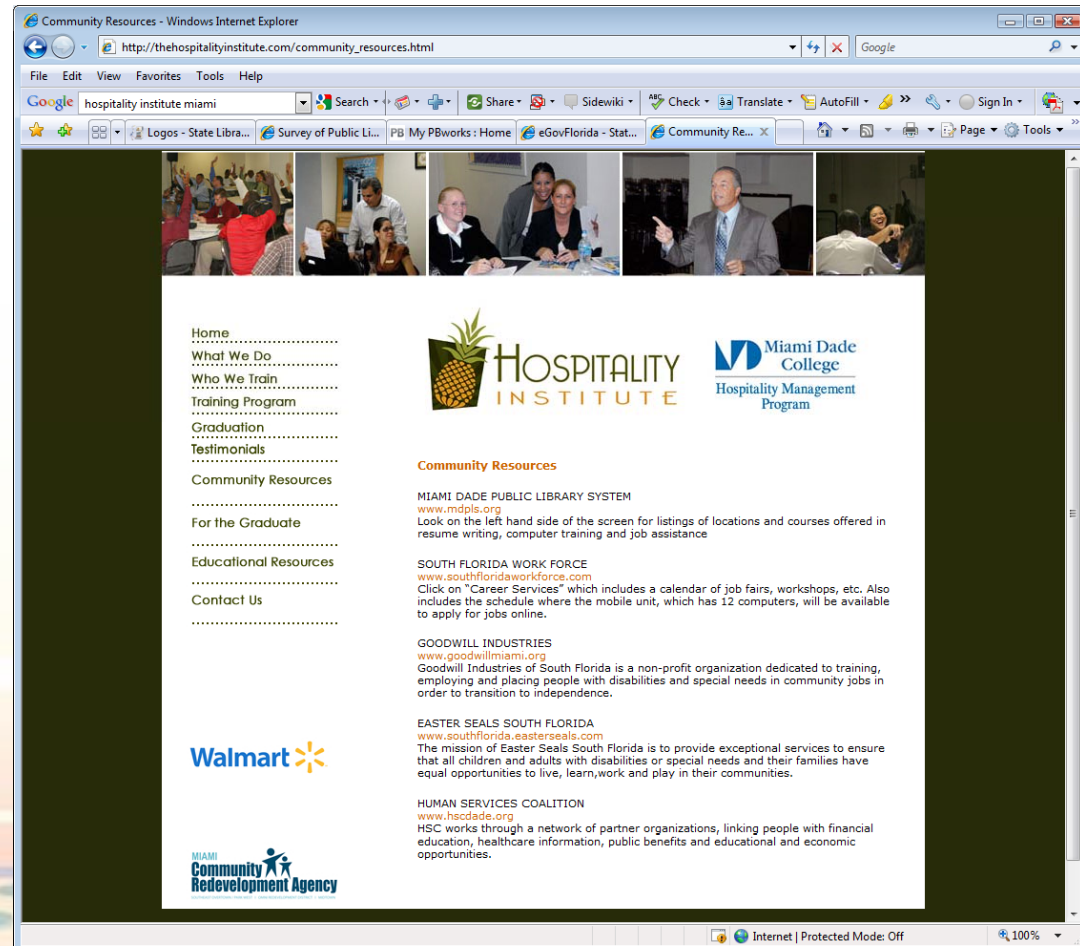 Community Resources - Windows Internet Explorer
http://thehospitalityinstitute.com/community_resources.html
Google
File Edit View Favorites Tools Help
Google hospitality institute miami Search Share Sidewiki ABC Check Translate AutoFill Sign In
Logos - State Libra... Survey of Public Li... PB My PBworks : Home eGovFlorida - Stat... Community Re... Page Tools
Home
What We Do
Who We Train
Training Program
Graduation
Testimonials
Community Resources
For the Graduate
Educational Resources
Contact Us
Walmart
MIAMI
Community
Redevelopment Agency
HOSPITALITY
INSTITUTE
Miami Dade
College
Hospitality Management
Program
Community Resources
MIAMI DADE PUBLIC LIBRARY SYSTEM
www.mdpls.org
Look on the left hand side of the screen for listings of locations and courses offered in
resume writing, computer training and job assistance
SOUTH FLORIDA WORK FORCE
www.southfloridaworkforce.com
Click on “Career Services” which includes a calendar of job fairs, workshops, etc. Also
includes the schedule where the mobile unit, which has 12 computers, will be available
to apply for jobs online.
GOODWILL INDUSTRIES
www.goodwillmiami.org
Goodwill Industries of South Florida is a non-profit organization dedicated to training,
employing and placing people with disabilities and special needs in community jobs in
order to transition to independence.
EASTER SEALS SOUTH FLORIDA
www.southflorida.easterseals.com
The mission of Easter Seals South Florida is to provide exceptional services to ensure
that all children and adults with disabilities or special needs and their families have
equal opportunities to live, learn,work and play in their communities.
HUMAN SERVICES COALITION
www.hscdade.org
HSC works through a network of partner organizations, linking people with financial
education, healthcare information, public benefits and educational and economic
opportunities.
Internet | Protected Mode: Off
100%